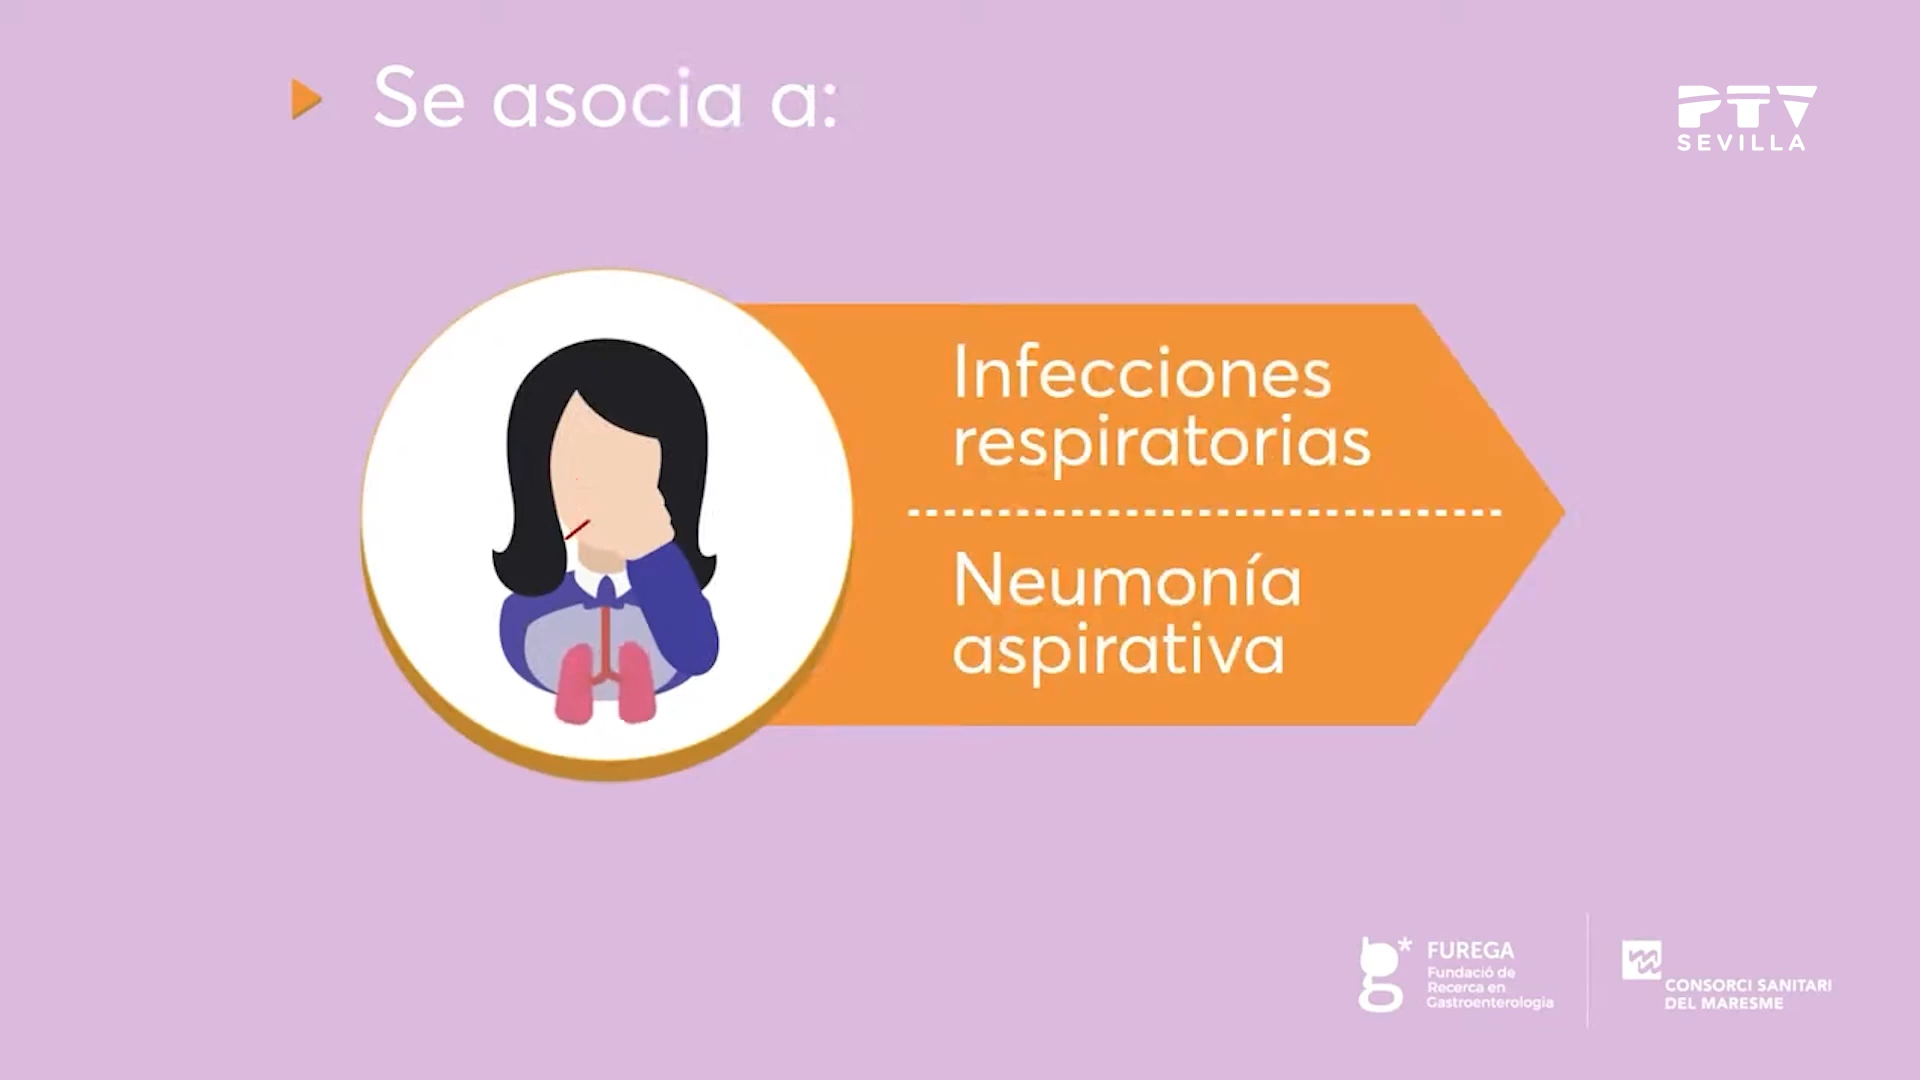 Se asocia a:
PTV
SEVILLA
Infecciones
respiratorias
Neumonía
aspirativa
g* FUREGA
Fundació de
Recerca en
Gastroenterologia
CONSORCI SANITARI
DEL MARESME